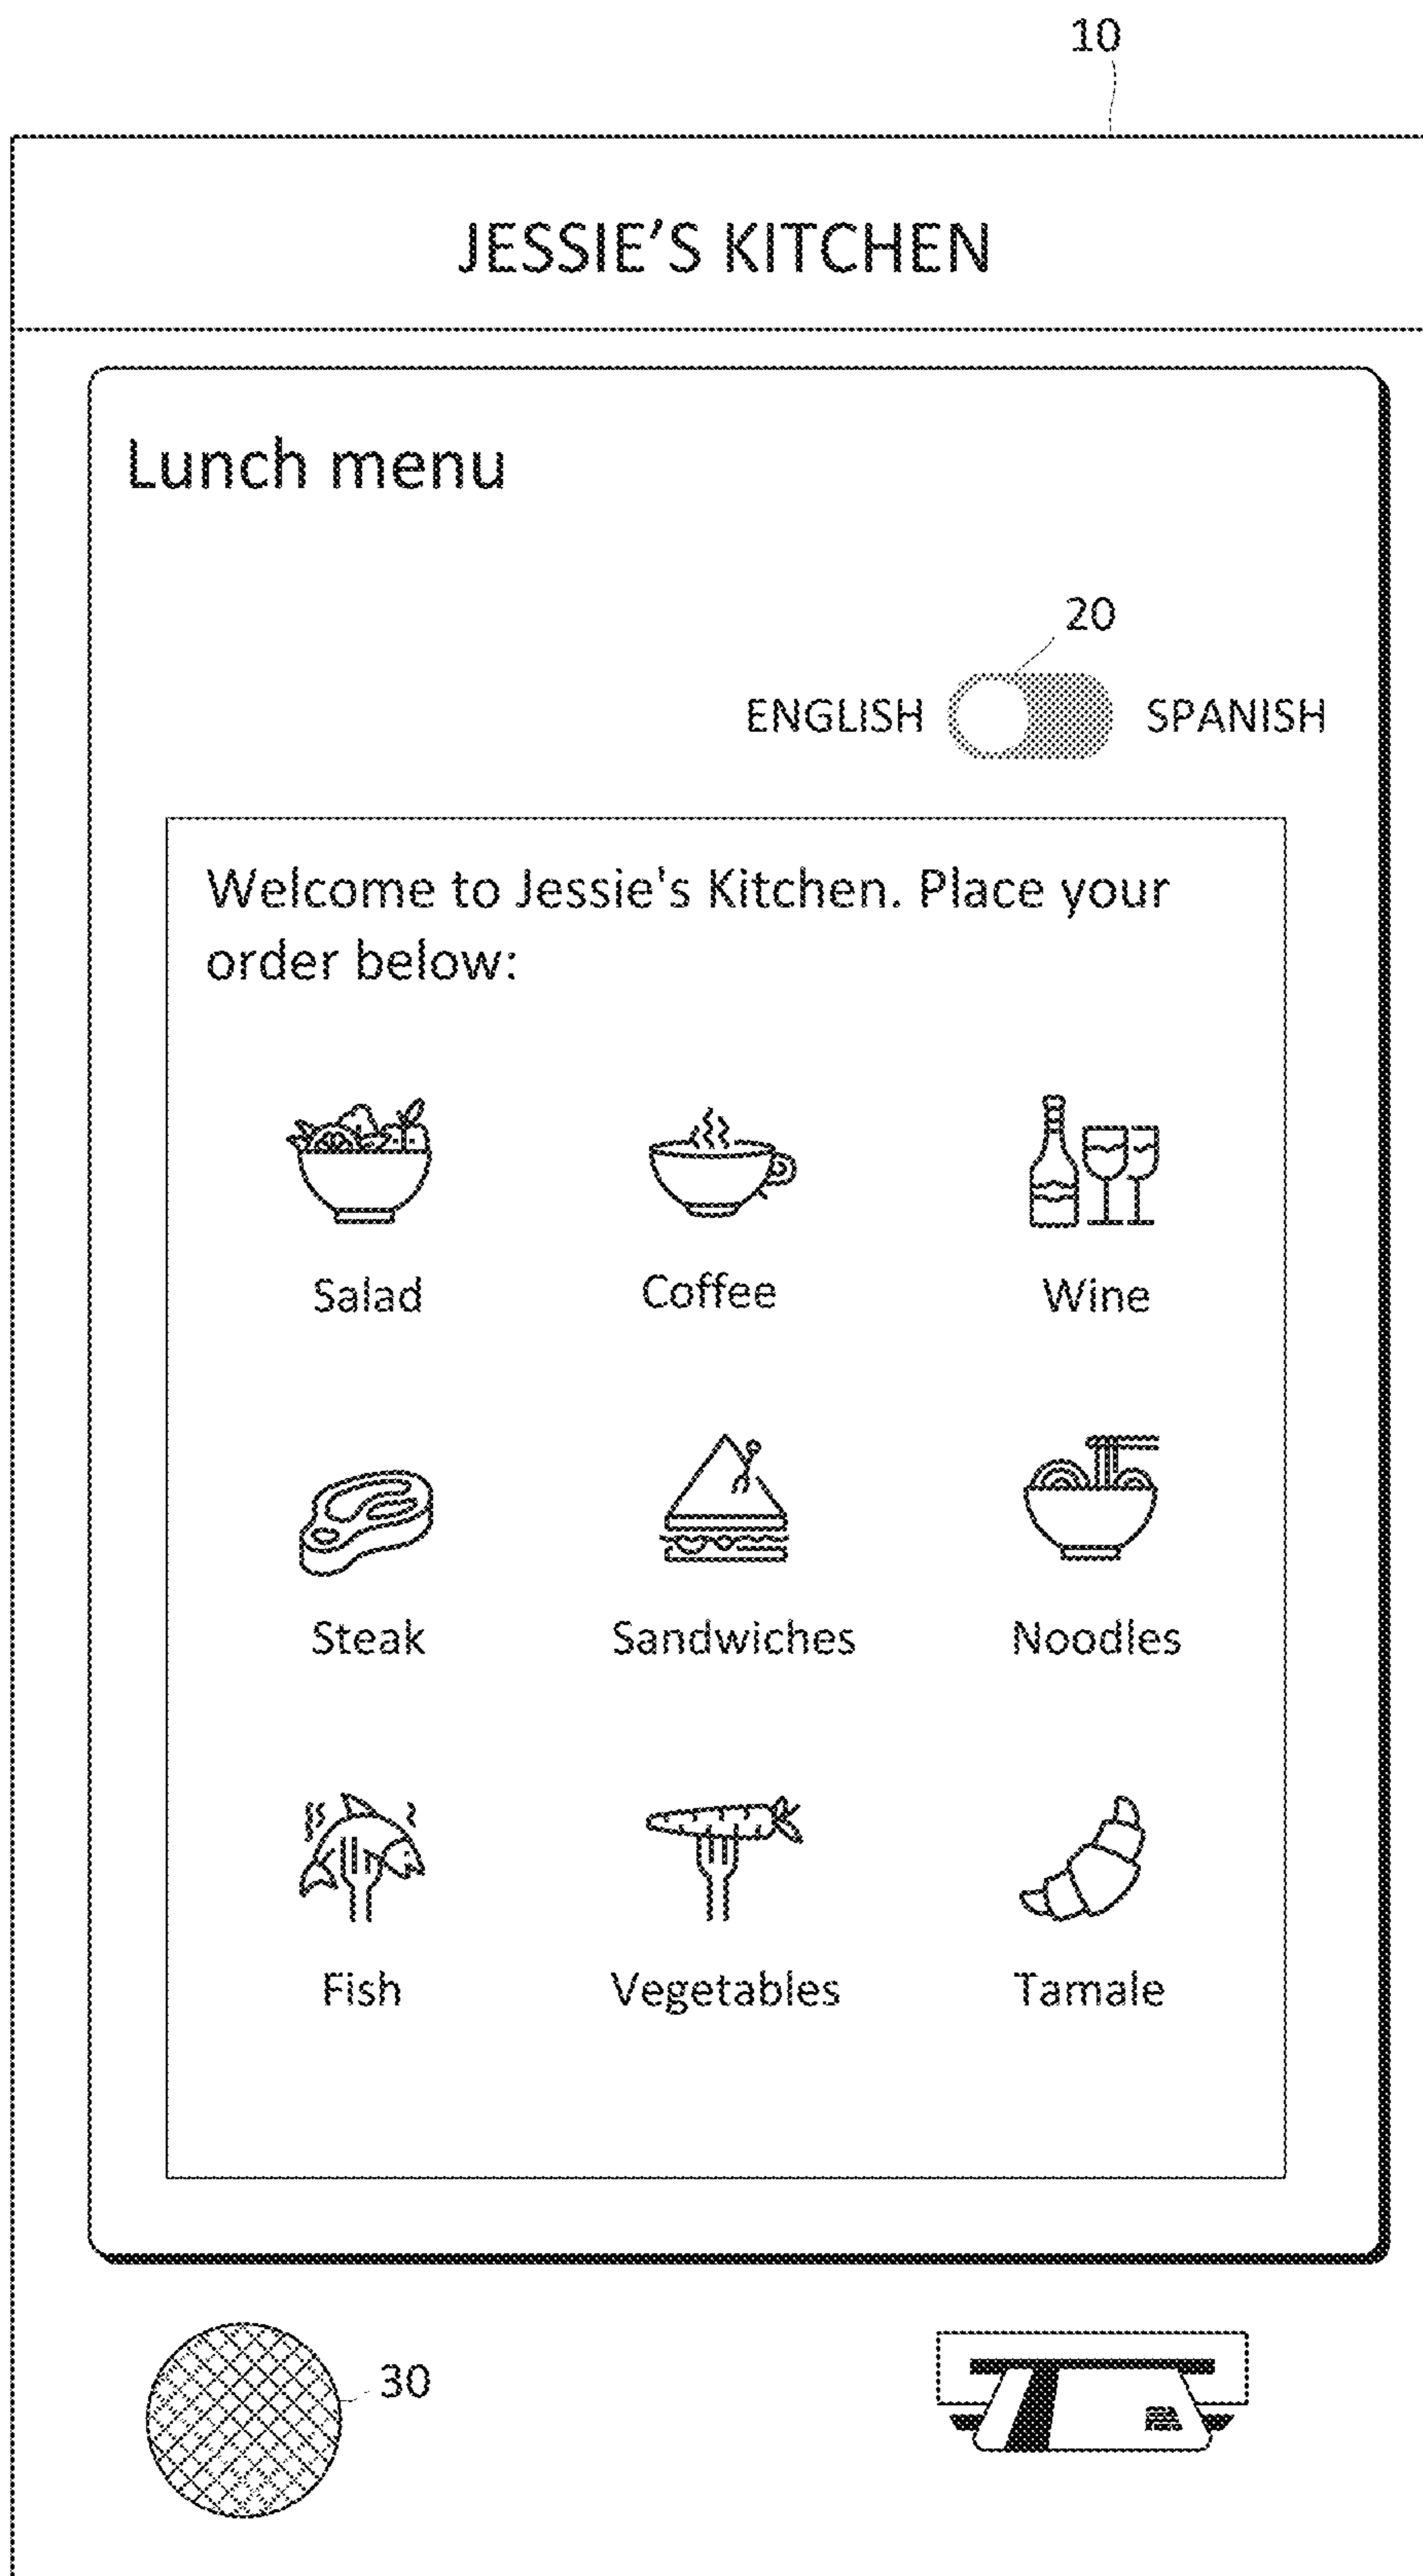 10
JESSIE’S KITCHEN
Lunch menu
20
ENGLISH SPANISH
Welcome to Jessie's Kitchen. Place your
order below:
Salad Coffee Wine
Steak Sandwiches Noodles
Fish Vegetables Tamale
30